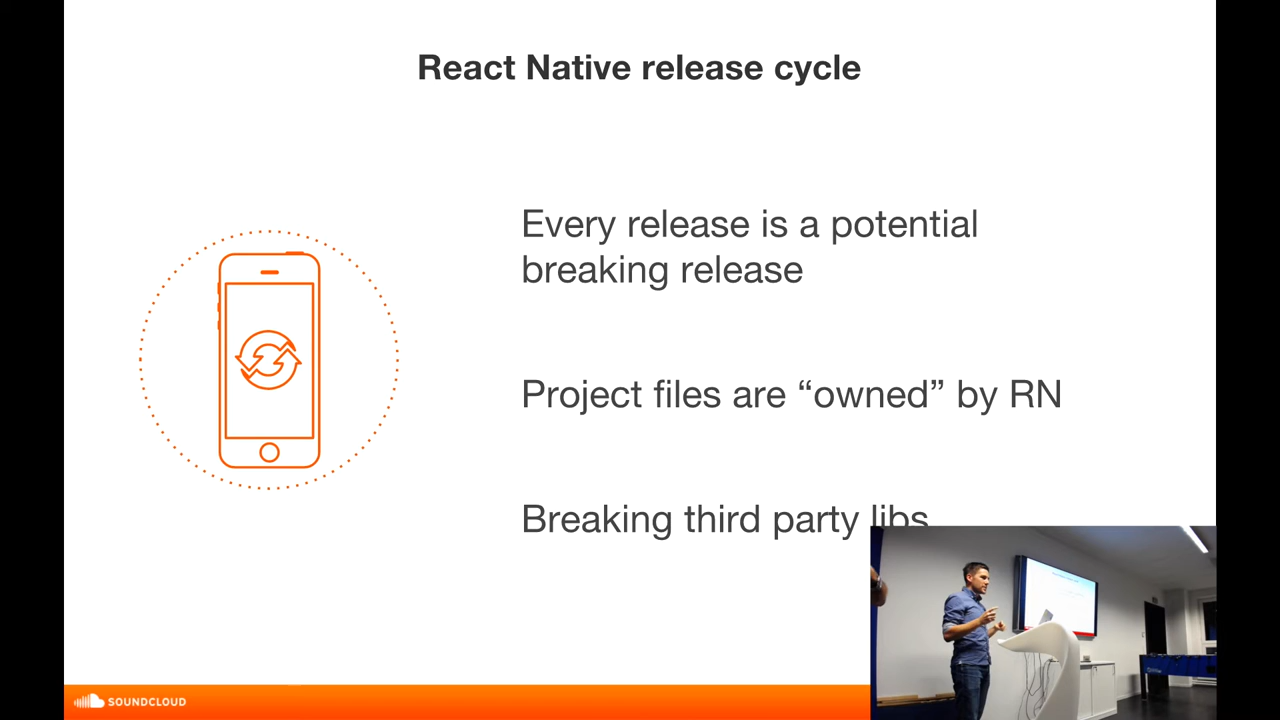 React Native release cycle
Every release is a potential
breaking release
Project files are “owned” by RN
Breaking third party libs
SOUNDCLOUD